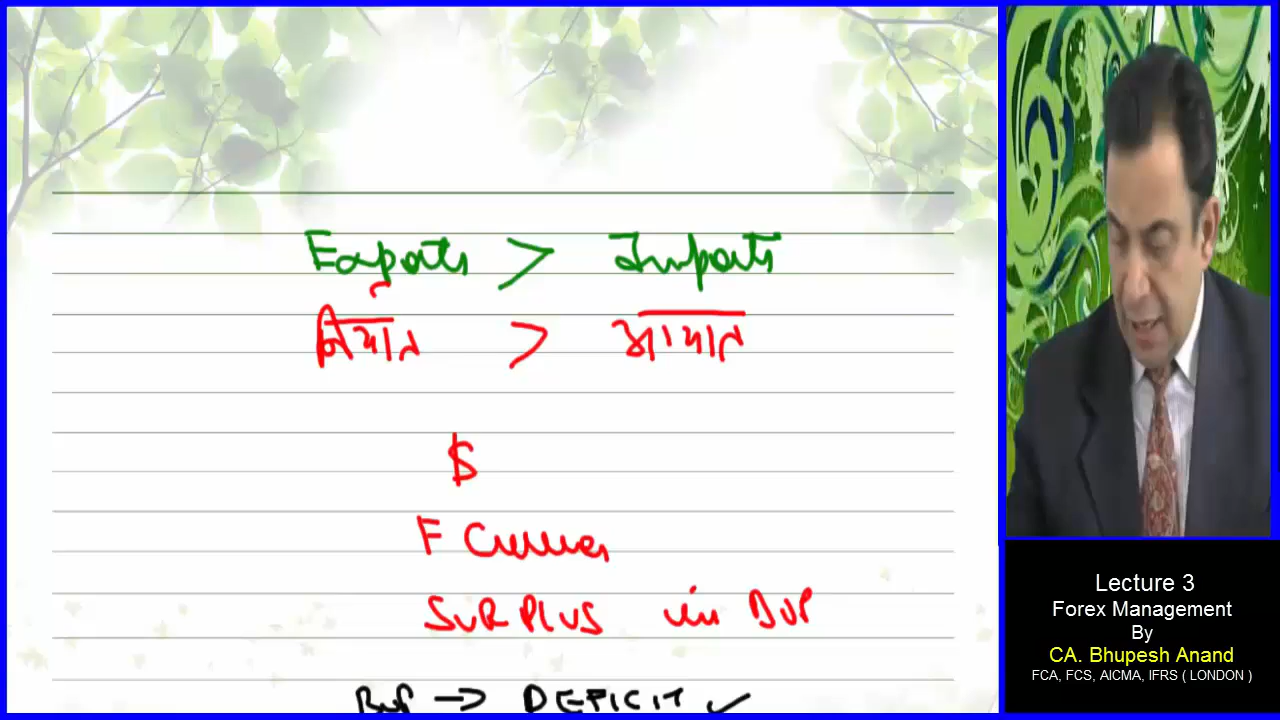 Exports > Imports
निर्यात > आयात
$
F Currency
SURPLUS in BOP
BOP → DEFICIT ✓
Lecture 3
Forex Management
By
CA. Bhupesh Anand
FCA, FCS, AICMA, IFRS ( LONDON )